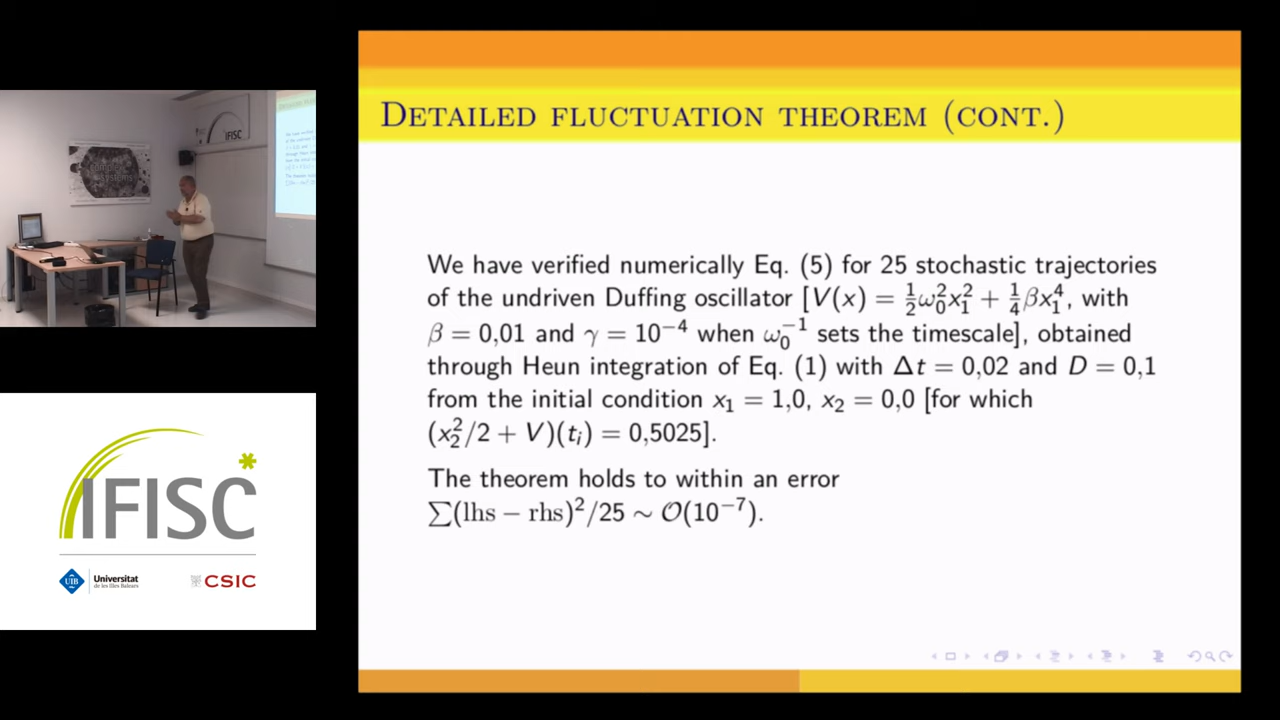 DETAILED FLUCTUATION THEOREM (CONT.)
We have verified numerically Eq. (5) for 25 stochastic trajectories
of the undriven Duffing oscillator [V(x) = ½ω₀²x₁² + ¼βx₁⁴, with
β = 0,01 and γ = 10⁻⁴ when ω₀⁻¹ sets the timescale], obtained
through Heun integration of Eq. (1) with Δt = 0,02 and D = 0,1
from the initial condition x₁ = 1,0, x₂ = 0,0 [for which
(x₂²/2 + V)(tᵢ) = 0,5025].
The theorem holds to within an error
∑(lhs − rhs)²/25 ∼ 𝒪(10⁻⁷).
IFISC
IFISC
UIB
Universitat
de les Illes Balears
CSIC